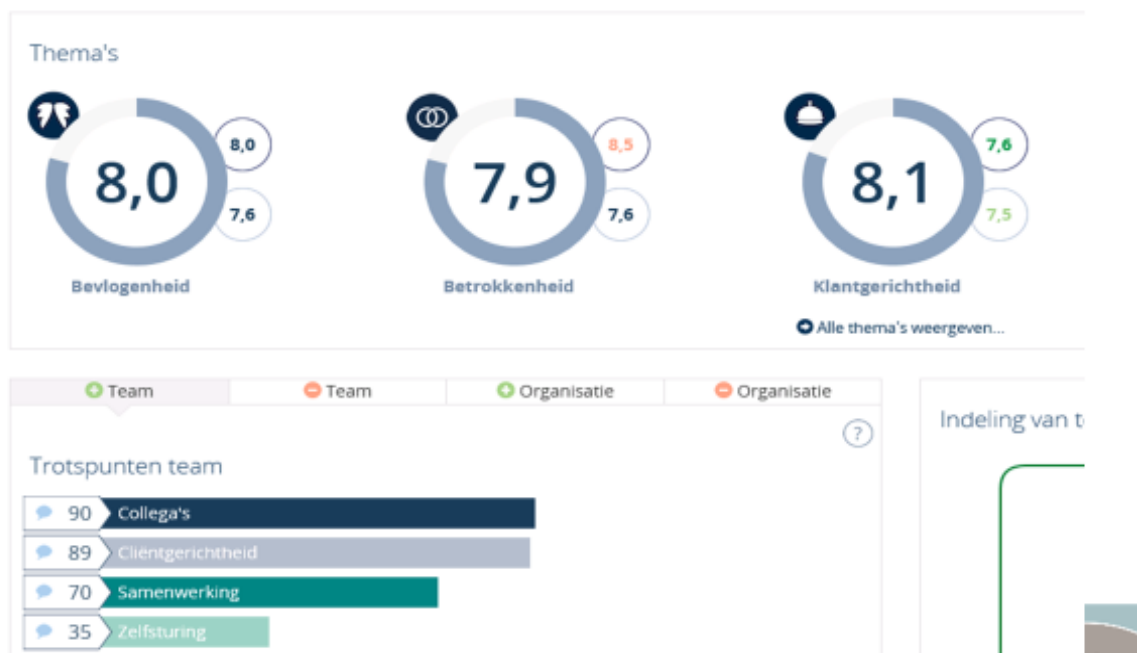 Thema's
8,0
8,0
7,6
Bevlogenheid
7,9
8,5
7,6
Betrokkenheid
8,1
7,6
7,5
Klantgerichtheid
Alle thema's weergeven...
Team
Team
Organisatie
Organisatie
?
Trotspunten team
90 Collega's
89 Cliëntgerichtheid
70 Samenwerking
35 Zelfsturing
Indeling van t